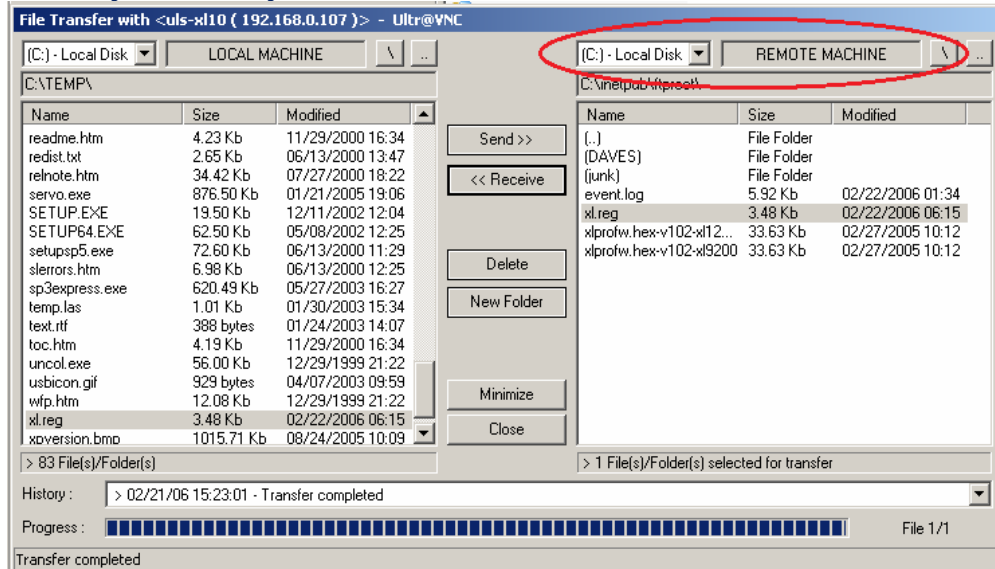 File Transfer with <uls-xl10 ( 192.168.0.107 )> - Ultr@VNC
(C:) - Local Disk LOCAL MACHINE \ ..
C:\TEMP\
Name Size Modified
readme.htm 4.23 Kb 11/29/2000 16:34
redist.txt 2.65 Kb 06/13/2000 13:47
relnote.htm 34.42 Kb 07/27/2000 18:22
servo.exe 876.50 Kb 01/21/2005 19:06
SETUP.EXE 19.50 Kb 12/11/2002 12:04
SETUP64.EXE 62.50 Kb 05/08/2002 12:25
setupsp5.exe 72.60 Kb 06/13/2000 11:29
slerrors.htm 6.98 Kb 06/13/2000 12:25
sp3express.exe 620.49 Kb 05/27/2003 16:27
temp.las 1.01 Kb 01/30/2003 15:34
text.rtf 388 bytes 01/24/2003 14:07
toc.htm 4.19 Kb 11/29/2000 16:34
uncol.exe 56.00 Kb 12/29/1999 21:22
usbicon.gif 929 bytes 04/07/2003 09:59
wfp.htm 12.08 Kb 12/29/1999 21:22
xl.reg 3.48 Kb 02/22/2006 06:15
xpversion.bmp 1015.71 Kb 08/24/2005 10:09
> 83 File(s)/Folder(s)
Send >>
<< Receive
Delete
New Folder
Minimize
Close
(C:) - Local Disk REMOTE MACHINE \ ..
C:\Inetpub\ftproot\
Name Size Modified
(..) File Folder
(DAVES) File Folder
(junk) File Folder
event.log 5.92 Kb 02/22/2006 01:34
xl.reg 3.48 Kb 02/22/2006 06:15
xlprofw.hex-v102-xl12... 33.63 Kb 02/27/2005 10:12
xlprofw.hex-v102-xl9200 33.63 Kb 02/27/2005 10:12
> 1 File(s)/Folder(s) selected for transfer
History : > 02/21/06 15:23:01 - Transfer completed
Progress : File 1/1
Transfer completed